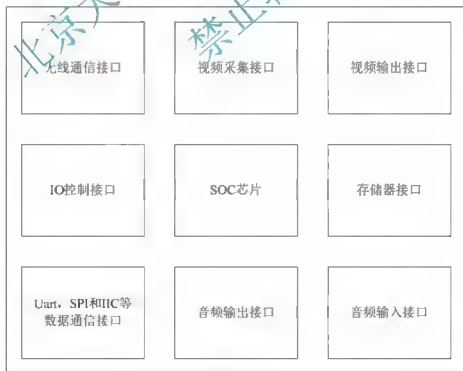 北京
禁止
无线通信接口
视频采集接口
视频输出接口
IO控制接口
SOC芯片
存储器接口
Uart，SPI和IIC等
数据通信接口
音频输出接口
音频输入接口